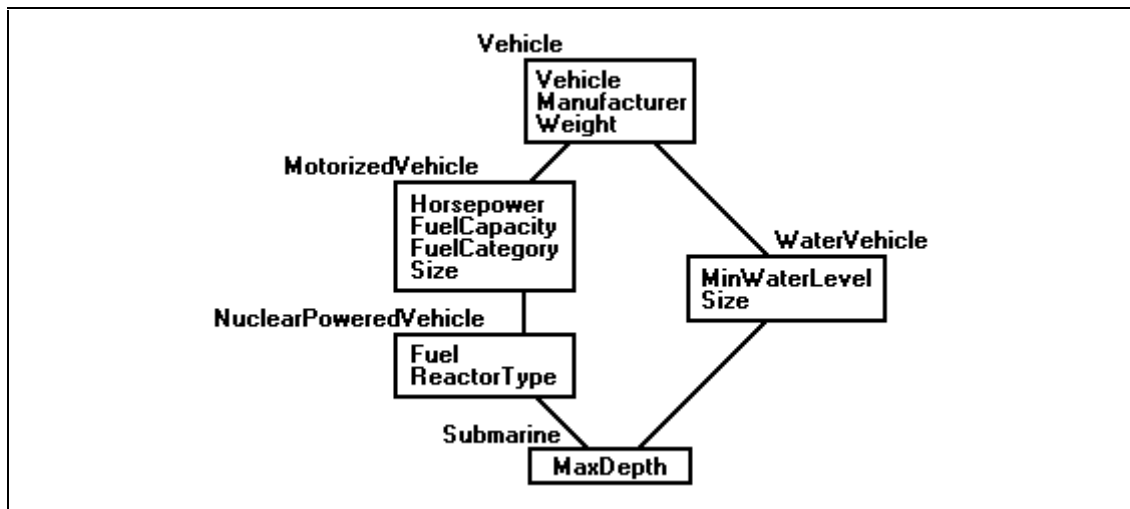 Vehicle
Vehicle
Manufacturer
Weight
MotorizedVehicle
Horsepower
FuelCapacity
FuelCategory
Size
WaterVehicle
MinWaterLevel
Size
NuclearPoweredVehicle
Fuel
ReactorType
Submarine
MaxDepth